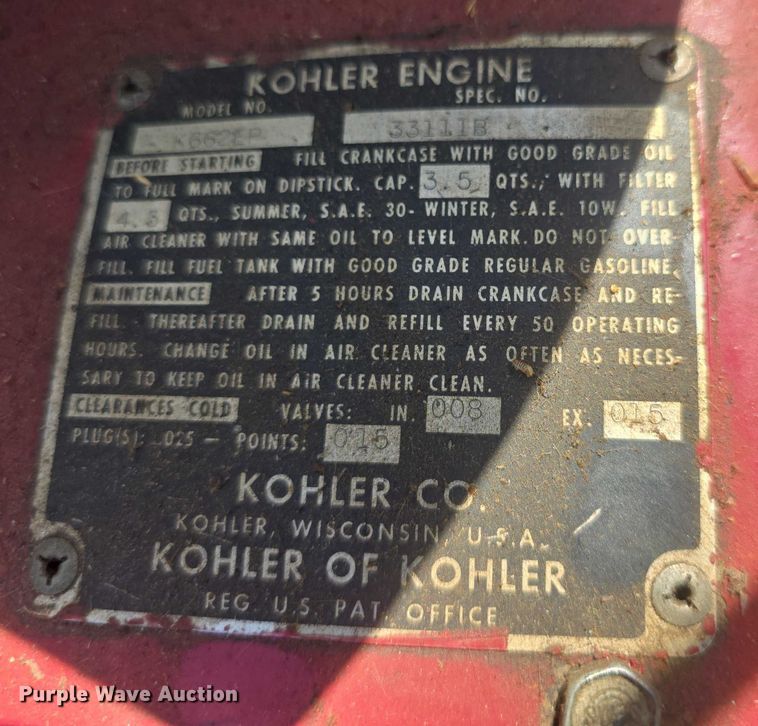 KOHLER ENGINE
MODEL NO. SPEC. NO.
K662EP 33111B
BEFORE STARTING FILL CRANKCASE WITH GOOD GRADE OIL
TO FULL MARK ON DIPSTICK. CAP. 3.5 QTS., WITH FILTER
4.5 QTS., SUMMER, S.A.E. 30- WINTER, S.A.E. 10W. FILL
AIR CLEANER WITH SAME OIL TO LEVEL MARK. DO NOT OVER-
FILL. FILL FUEL TANK WITH GOOD GRADE REGULAR GASOLINE.
MAINTENANCE AFTER 5 HOURS DRAIN CRANKCASE AND RE-
FILL. THEREAFTER DRAIN AND REFILL EVERY 50 OPERATING
HOURS. CHANGE OIL IN AIR CLEANER AS OFTEN AS NECES-
SARY TO KEEP OIL IN AIR CLEANER CLEAN.
CLEARANCES COLD VALVES: IN. 008 EX. 015
PLUG(S): .025 - POINTS: 015
KOHLER CO.
KOHLER, WISCONSIN, U.S.A.
KOHLER OF KOHLER
REG. U.S. PAT. OFFICE
Purple Wave Auction